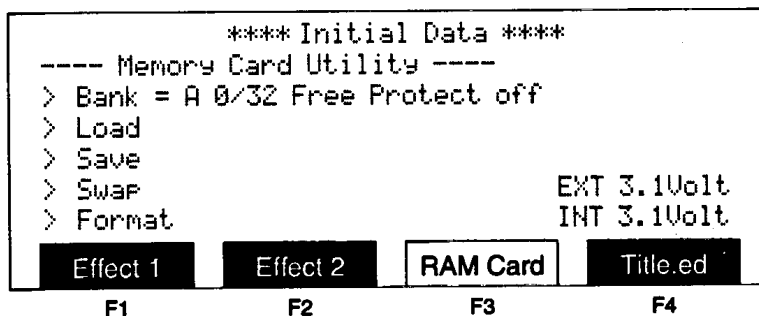 **** Initial Data ****
---- Memory Card Utility ----
> Bank = A 0/32 Free Protect off
> Load
> Save
> Swap EXT 3.1Volt
> Format INT 3.1Volt
Effect 1 Effect 2 RAM Card Title.ed
F1 F2 F3 F4